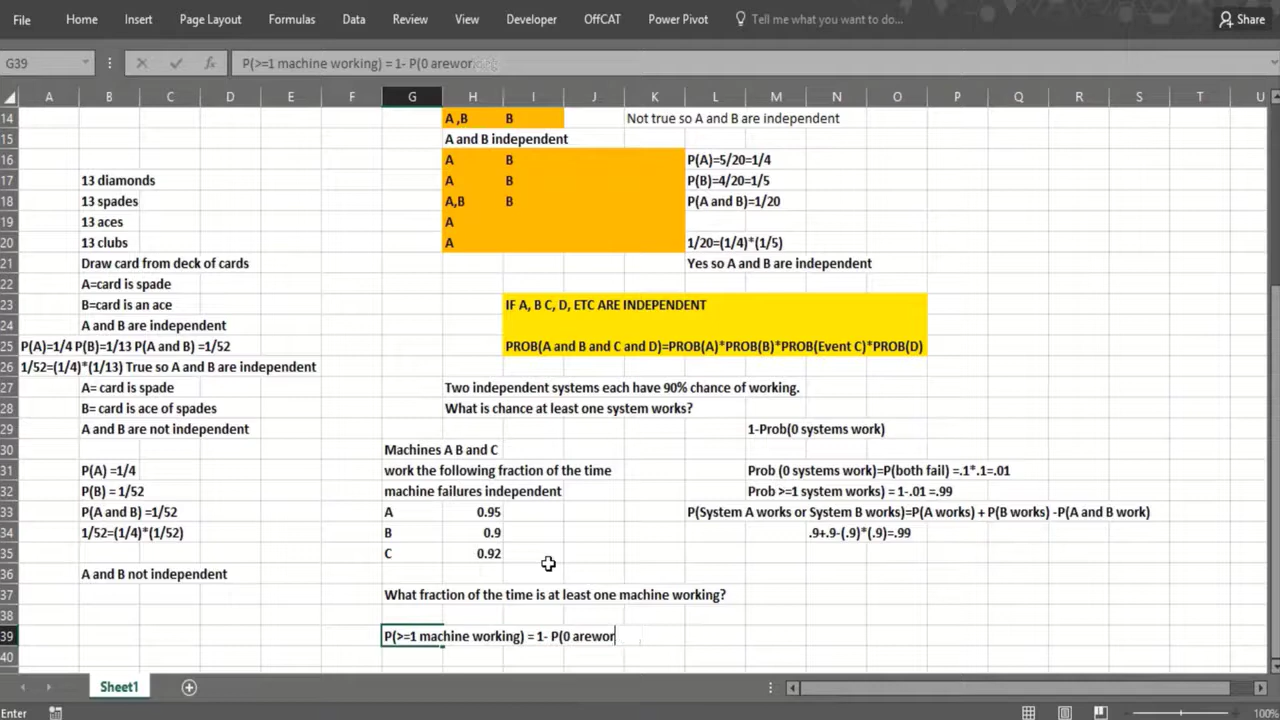 File Home Insert Page Layout Formulas Data Review View Developer OffCAT Power Pivot Tell me what you want to do... Share
G39 fx P(>=1 machine working) = 1- P(0 arewor
A B C D E F G H I J K L M N O P Q R S T U
14 A ,B B Not true so A and B are independent
15 A and B independent
16 A B P(A)=5/20=1/4
17 13 diamonds A B P(B)=4/20=1/5
18 13 spades A,B B P(A and B)=1/20
19 13 aces A
20 13 clubs A 1/20=(1/4)*(1/5)
21 Draw card from deck of cards Yes so A and B are independent
22 A=card is spade
23 B=card is an ace IF A, B C, D, ETC ARE INDEPENDENT
24 A and B are independent
25 P(A)=1/4 P(B)=1/13 P(A and B) =1/52 PROB(A and B and C and D)=PROB(A)*PROB(B)*PROB(Event C)*PROB(D)
26 1/52=(1/4)*(1/13) True so A and B are independent
27 A= card is spade Two independent systems each have 90% chance of working.
28 B= card is ace of spades What is chance at least one system works?
29 A and B are not independent 1-Prob(0 systems work)
30 Machines A B and C
31 P(A) =1/4 work the following fraction of the time Prob (0 systems work)=P(both fail) =.1*.1=.01
32 P(B) = 1/52 machine failures independent Prob >=1 system works) = 1-.01 =.99
33 P(A and B) =1/52 A 0.95 P(System A works or System B works)=P(A works) + P(B works) -P(A and B work)
34 1/52=(1/4)*(1/52) B 0.9 .9+.9-(.9)*(.9)=.99
35 C 0.92
36 A and B not independent
37 What fraction of the time is at least one machine working?
38
39 P(>=1 machine working) = 1- P(0 arewor
40
Sheet1
Enter 100%